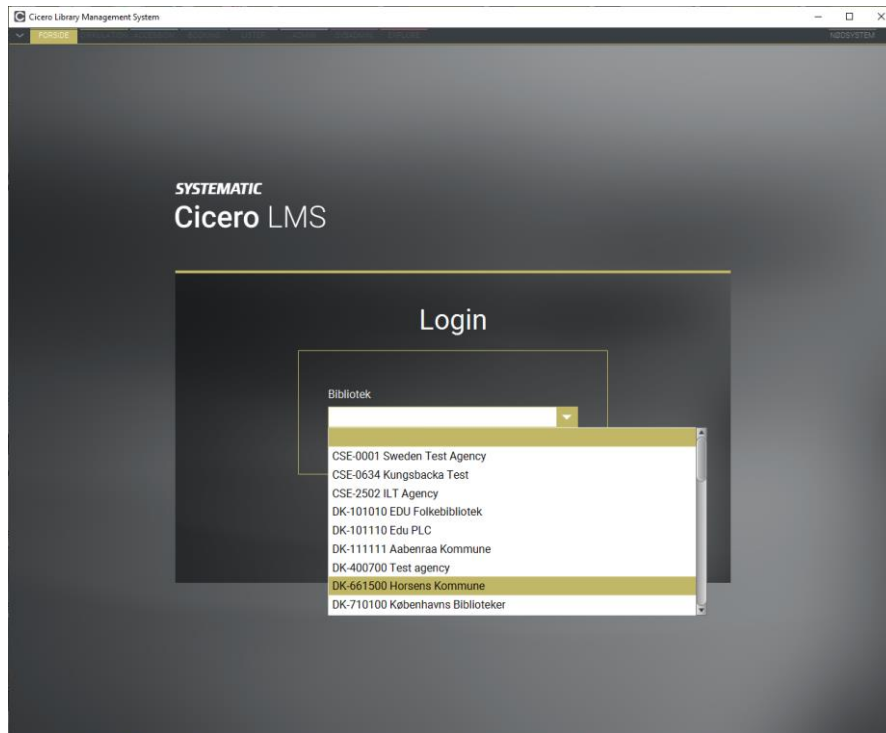 Cicero Library Management System
FORSIDE NØDSYSTEM
SYSTEMATIC
Cicero LMS
Login
Bibliotek
CSE-0001 Sweden Test Agency
CSE-0634 Kungsbacka Test
CSE-2502 ILT Agency
DK-101010 EDU Folkebibliotek
DK-101110 Edu PLC
DK-111111 Aabenraa Kommune
DK-400700 Test agency
DK-661500 Horsens Kommune
DK-710100 Københavns Biblioteker